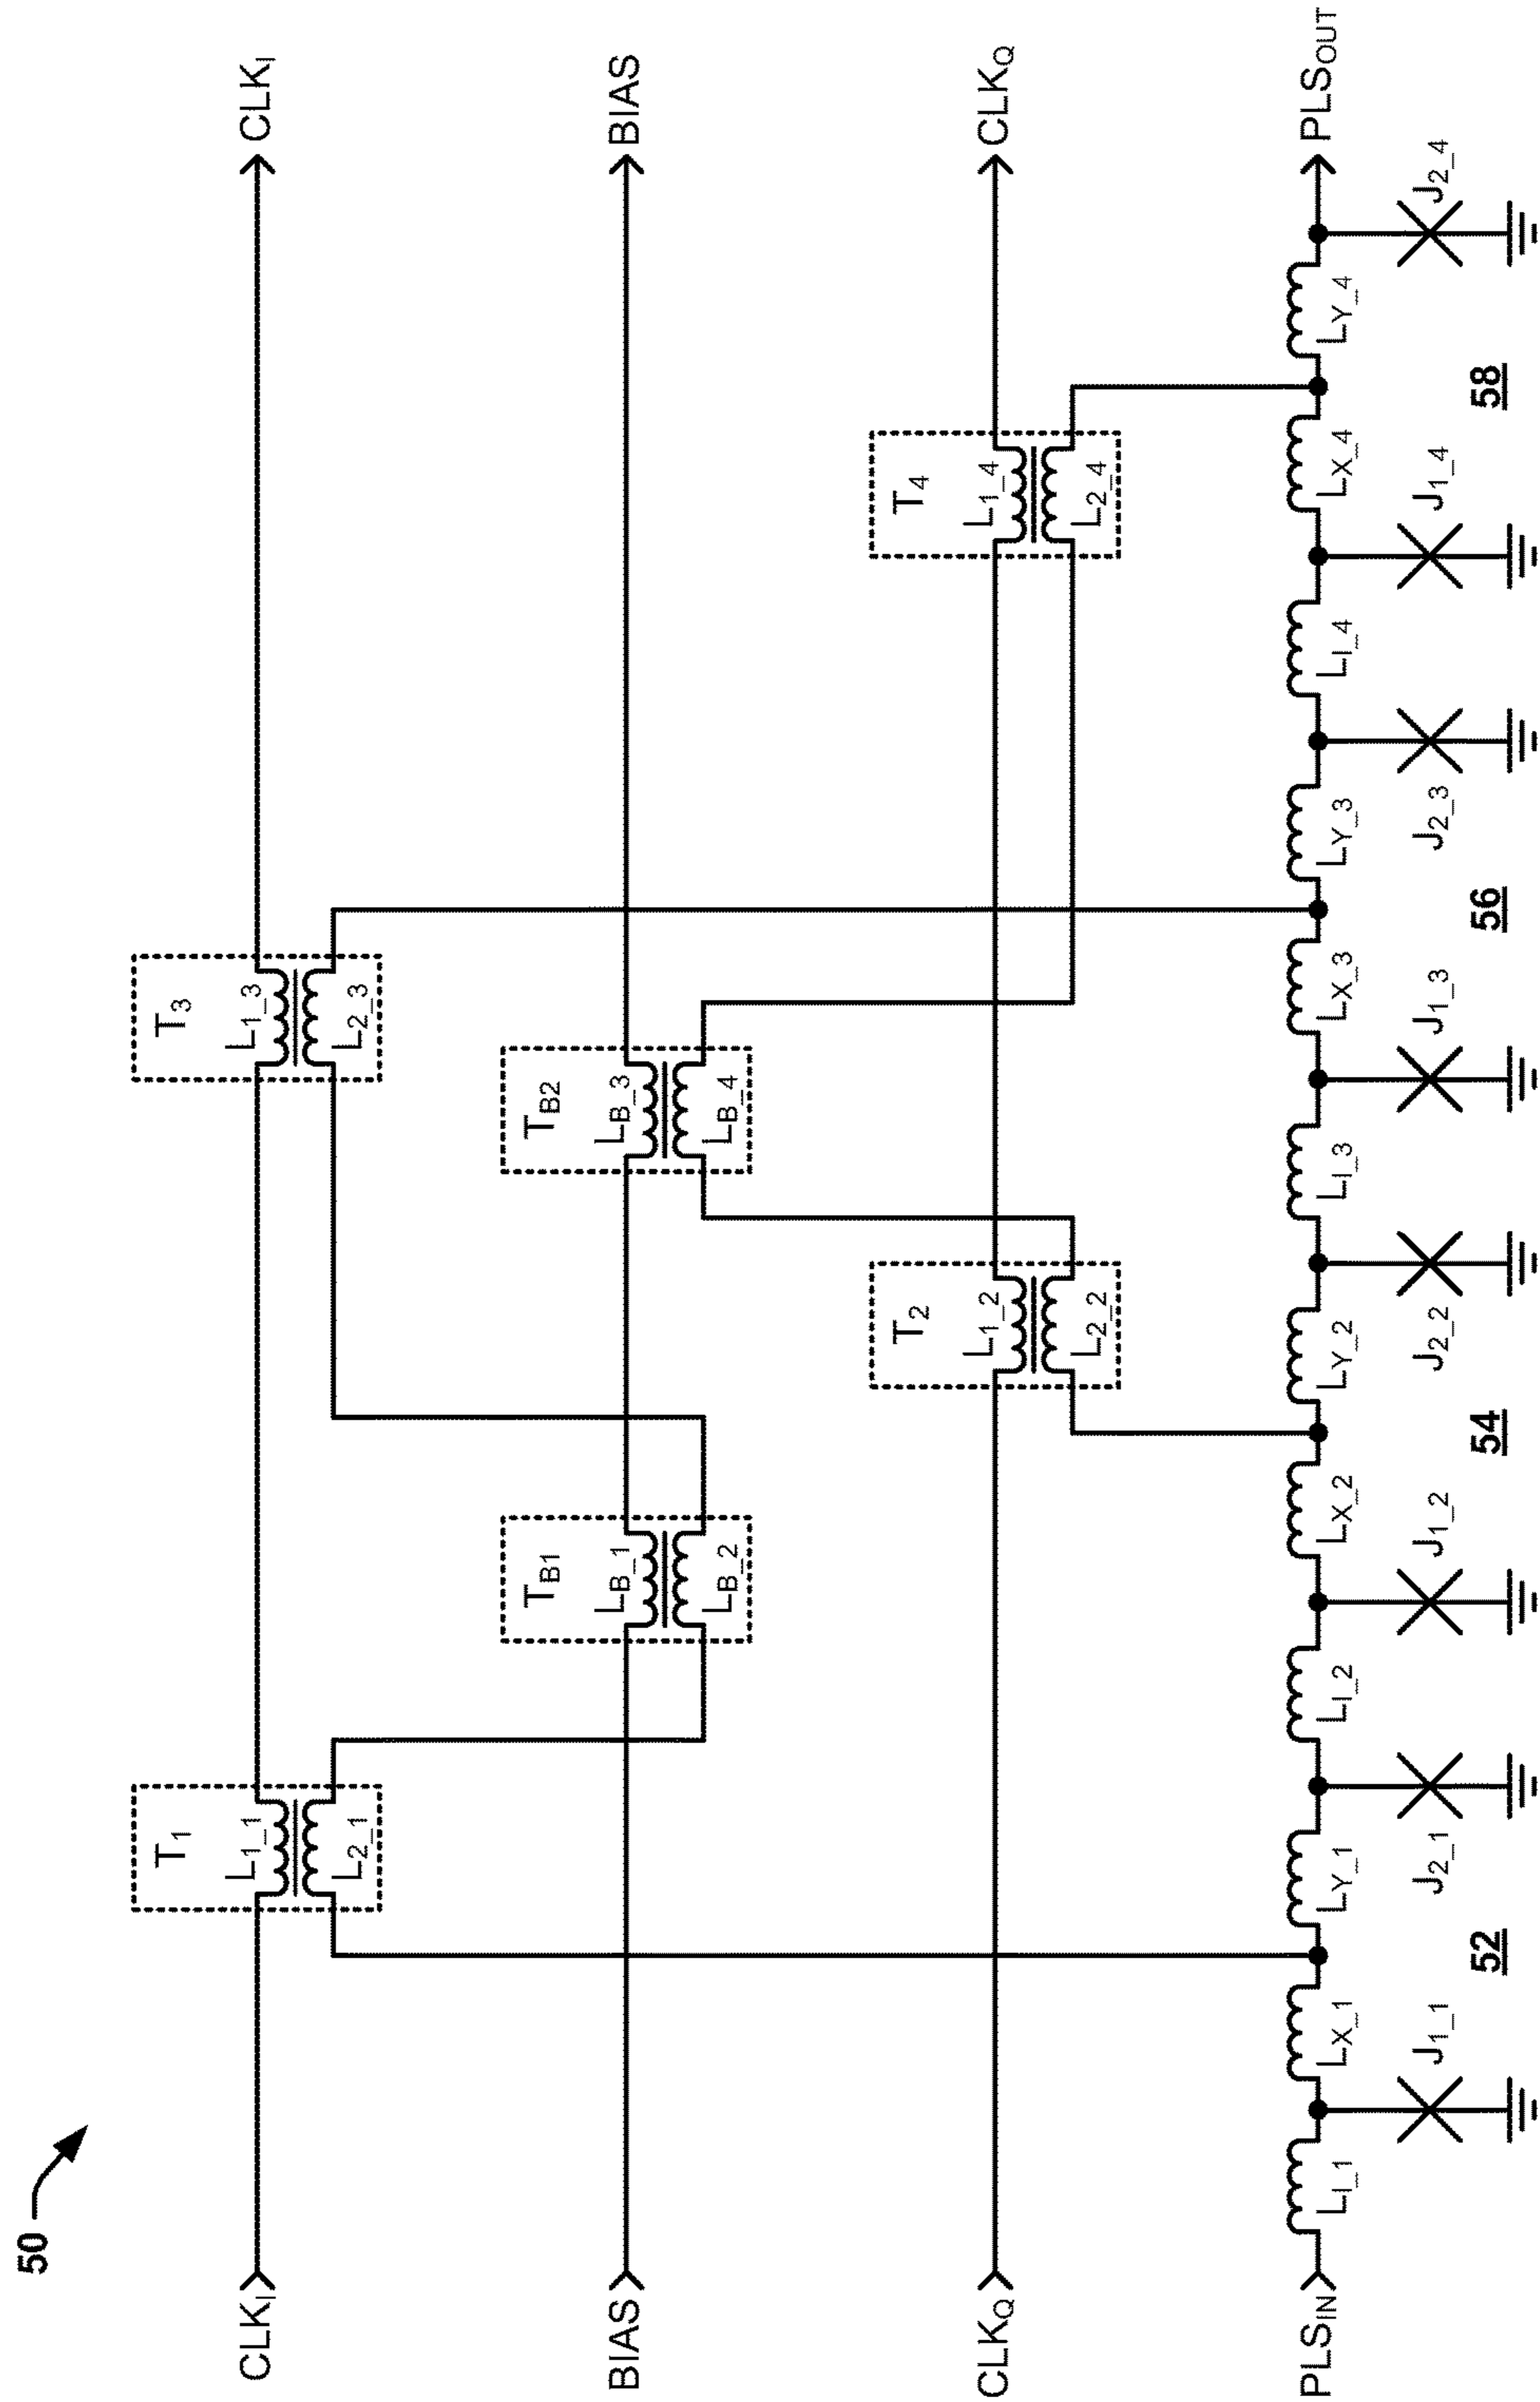 50
CLK_I
CLK_I
T_1
L_1_1
L_2_1
T_3
L_1_3
L_2_3
BIAS
BIAS
T_B1
L_B_1
L_B_2
T_B2
L_B_3
L_B_4
CLK_Q
CLK_Q
T_2
L_1_2
L_2_2
T_4
L_1_4
L_2_4
PLS_IN
PLS_OUT
L_I_1
L_X_1
L_Y_1
L_I_2
L_X_2
L_Y_2
L_I_3
L_X_3
L_Y_3
L_I_4
L_X_4
L_Y_4
J_1_1
J_2_1
J_1_2
J_2_2
J_1_3
J_2_3
J_1_4
J_2_4
52
54
56
58